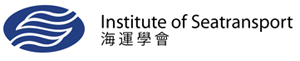 Institute of Seatransport
海運學會